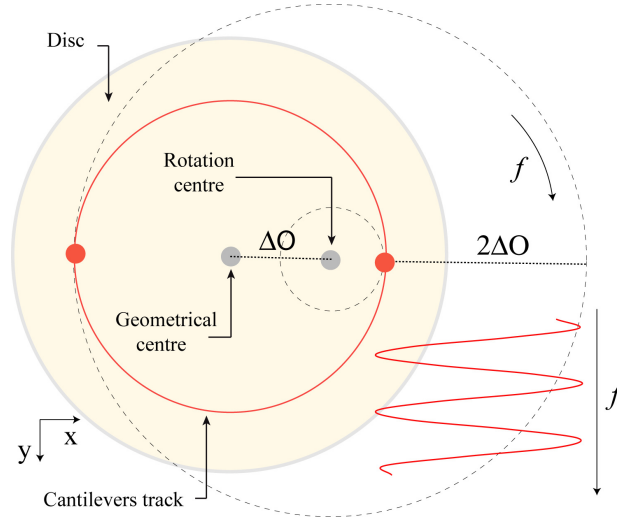 Disc
Rotation
centre
f
ΔO
2ΔO
Geometrical
centre
f
x
y
Cantilevers track